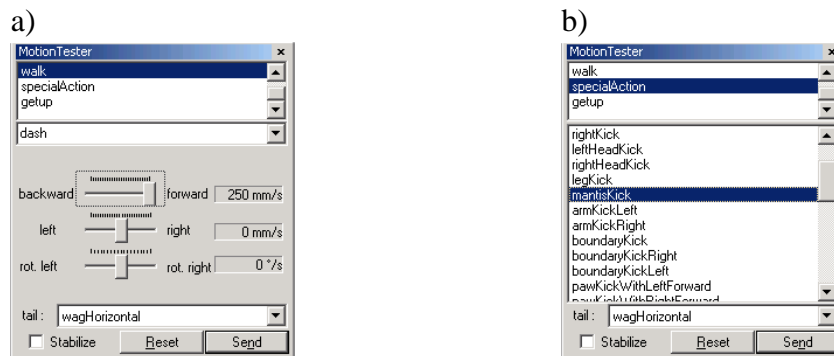 a)
MotionTester ×
walk
specialAction
getup
dash
backward forward 250 mm/s
left right 0 mm/s
rot. left rot. right 0 °/s
tail : wagHorizontal
Stabilize Reset Send
b)
MotionTester ×
walk
specialAction
getup
rightKick
leftHeadKick
rightHeadKick
legKick
mantisKick
armKickLeft
armKickRight
boundaryKick
boundaryKickRight
boundaryKickLeft
pawKickWithLeftForward
pawKickWithRightForward
tail : wagHorizontal
Stabilize Reset Send